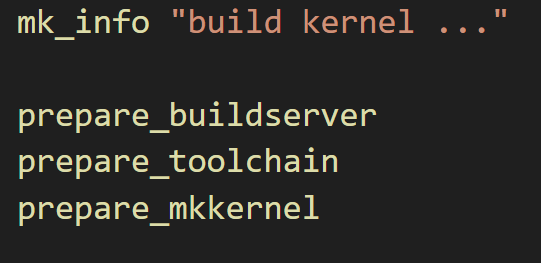 mk_info "build kernel ..."
prepare_buildserver
prepare_toolchain
prepare_mkkernel